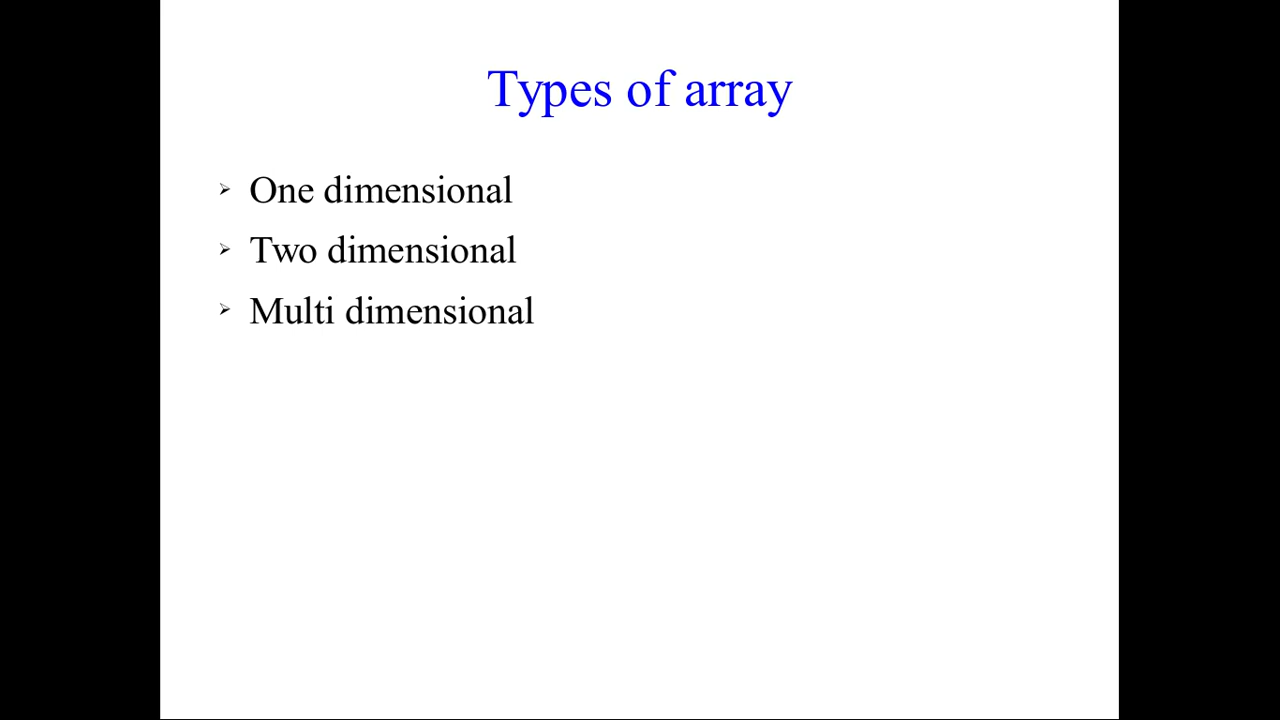 Types of array
➢ One dimensional
➢ Two dimensional
➢ Multi dimensional